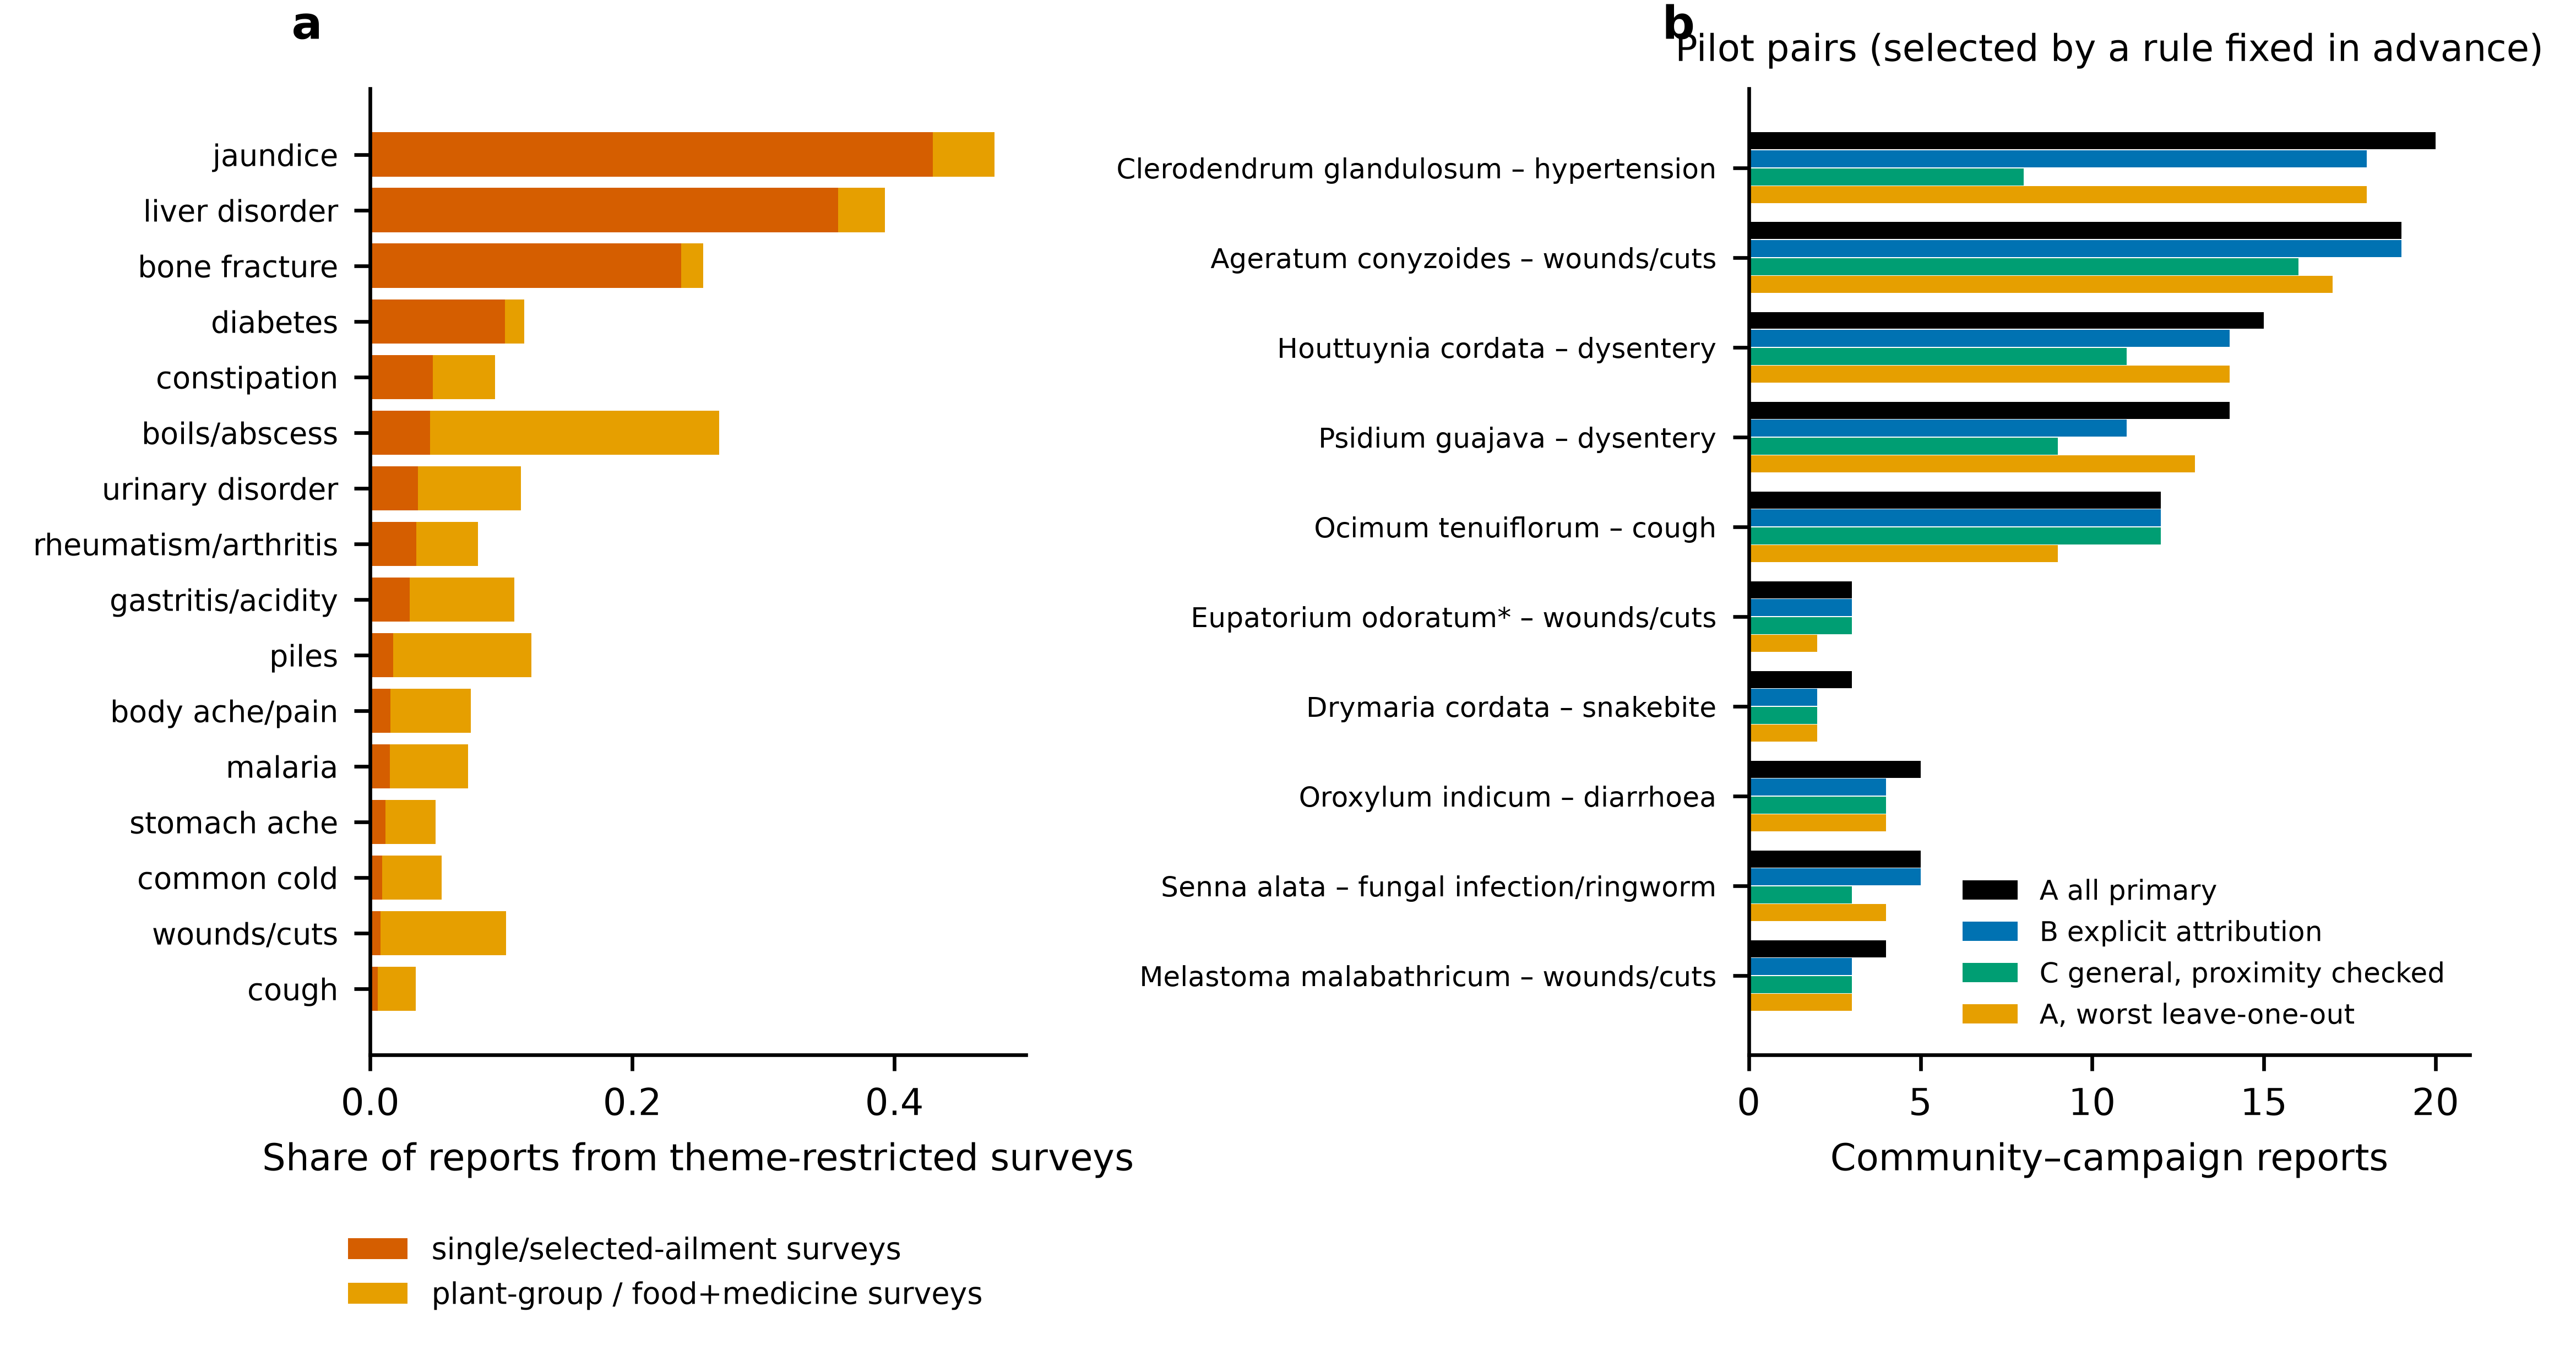 a
jaundice
liver disorder
bone fracture
diabetes
constipation
boils/abscess
urinary disorder
rheumatism/arthritis
gastritis/acidity
piles
body ache/pain
malaria
stomach ache
common cold
wounds/cuts
cough
0.0 0.2 0.4
Share of reports from theme-restricted surveys
single/selected-ailment surveys
plant-group / food+medicine surveys
b
Pilot pairs (selected by a rule fixed in advance)
Clerodendrum glandulosum – hypertension
Ageratum conyzoides – wounds/cuts
Houttuynia cordata – dysentery
Psidium guajava – dysentery
Ocimum tenuiflorum – cough
Eupatorium odoratum* – wounds/cuts
Drymaria cordata – snakebite
Oroxylum indicum – diarrhoea
Senna alata – fungal infection/ringworm
Melastoma malabathricum – wounds/cuts
A all primary
B explicit attribution
C general, proximity checked
A, worst leave-one-out
0 5 10 15 20
Community–campaign reports